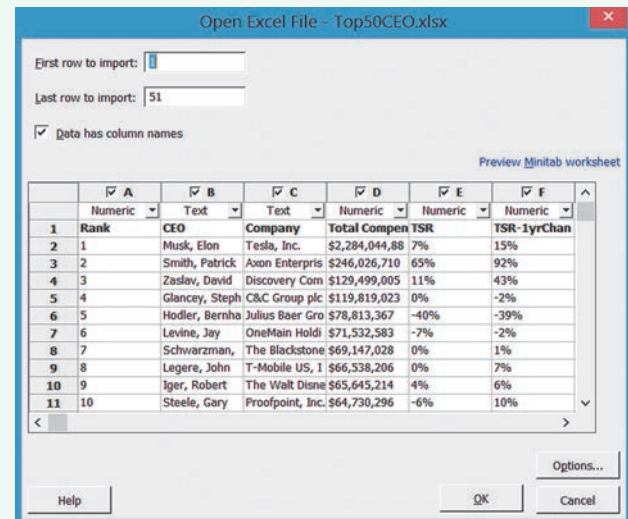 Open Excel File - Top50CEO.xlsx
First row to import: 1
Last row to import: 51
Data has column names
Preview Minitab worksheet
A B C D E F
Numeric Text Text Numeric Numeric Numeric
1 Rank CEO Company Total Compen TSR TSR-1yrChan
2 1 Musk, Elon Tesla, Inc. $2,284,044,88 7% 15%
3 2 Smith, Patrick Axon Enterpris $246,026,710 65% 92%
4 3 Zaslav, David Discovery Com $129,499,005 11% 43%
5 4 Glancey, Steph C&C Group plc $119,819,023 0% -2%
6 5 Hodler, Bernha Julius Baer Gro $78,813,367 -40% -39%
7 6 Levine, Jay OneMain Holdi $71,532,583 -7% -2%
8 7 Schwarzman, The Blackstone $69,147,028 0% 1%
9 8 Legere, John T-Mobile US, I $66,538,206 0% 7%
10 9 Iger, Robert The Walt Disne $65,645,214 4% 6%
11 10 Steele, Gary Proofpoint, Inc. $64,730,296 -6% 10%
Options...
Help OK Cancel